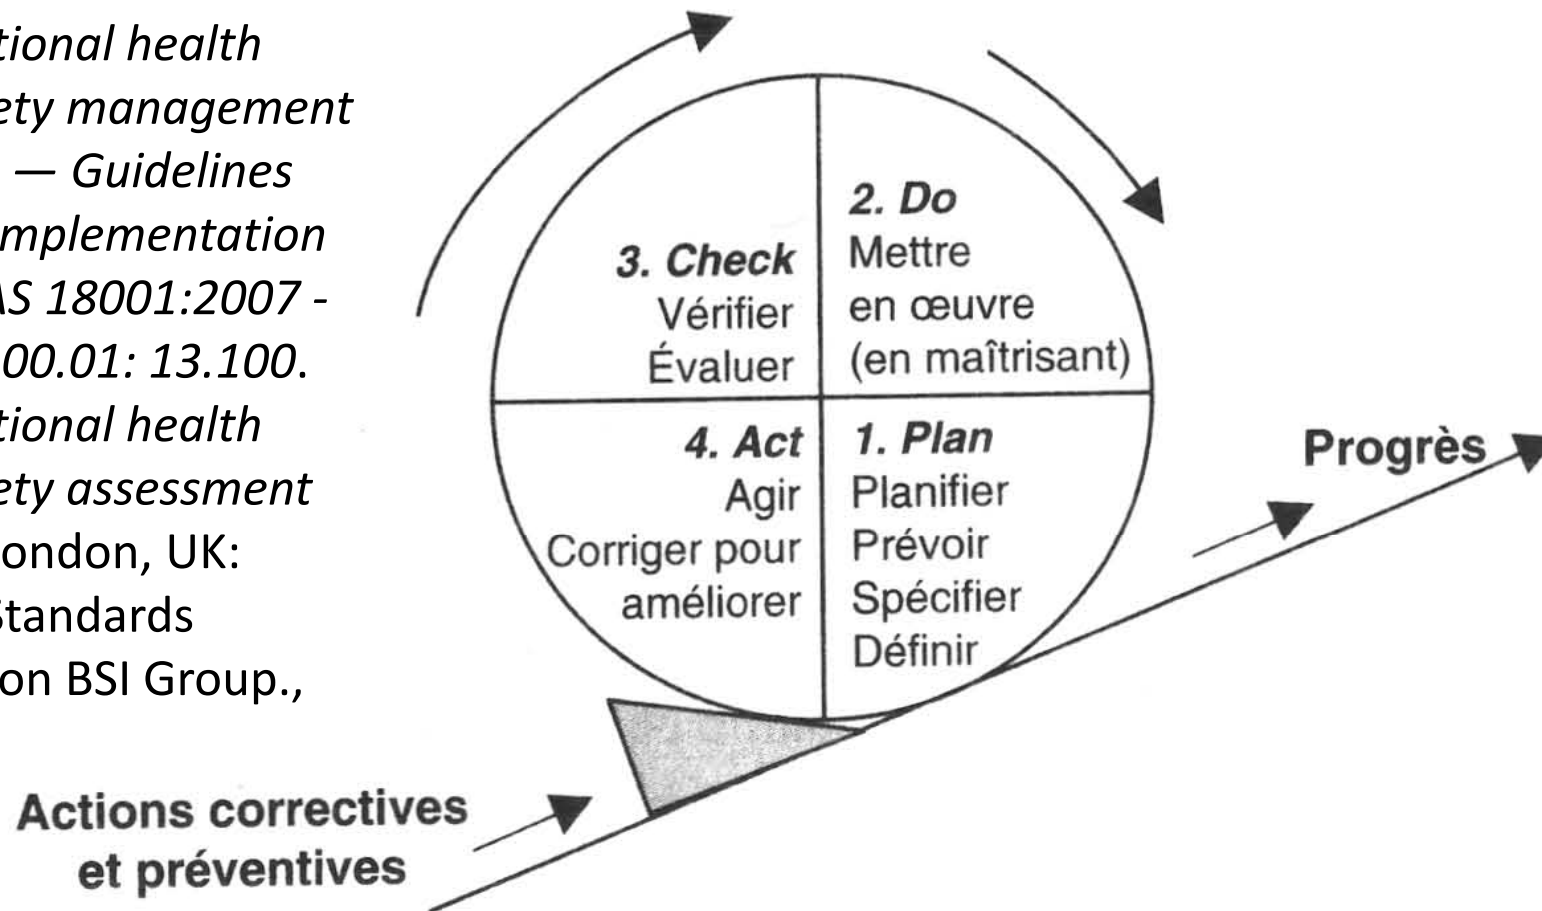 tional health
ety management
— Guidelines
mplementation
AS 18001:2007 -
00.01: 13.100.
tional health
ety assessment
ondon, UK:
Standards
on BSI Group.,
3. Check
Vérifier
Évaluer
2. Do
Mettre
en œuvre
(en maîtrisant)
4. Act
Agir
Corriger pour
améliorer
1. Plan
Planifier
Prévoir
Spécifier
Définir
Progrès
Actions correctives
et préventives